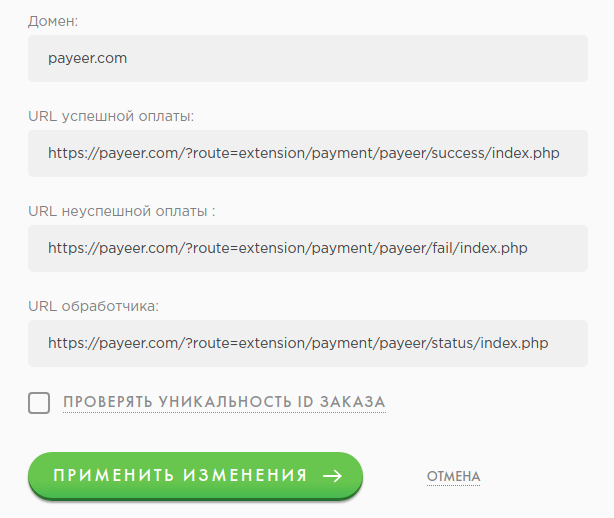 Домен:
payeer.com
URL успешной оплаты:
https://payeer.com/?route=extension/payment/payeer/success/index.php
URL неуспешной оплаты :
https://payeer.com/?route=extension/payment/payeer/fail/index.php
URL обработчика:
https://payeer.com/?route=extension/payment/payeer/status/index.php
ПРОВЕРЯТЬ УНИКАЛЬНОСТЬ ID ЗАКАЗА
ПРИМЕНИТЬ ИЗМЕНЕНИЯ →
ОТМЕНА